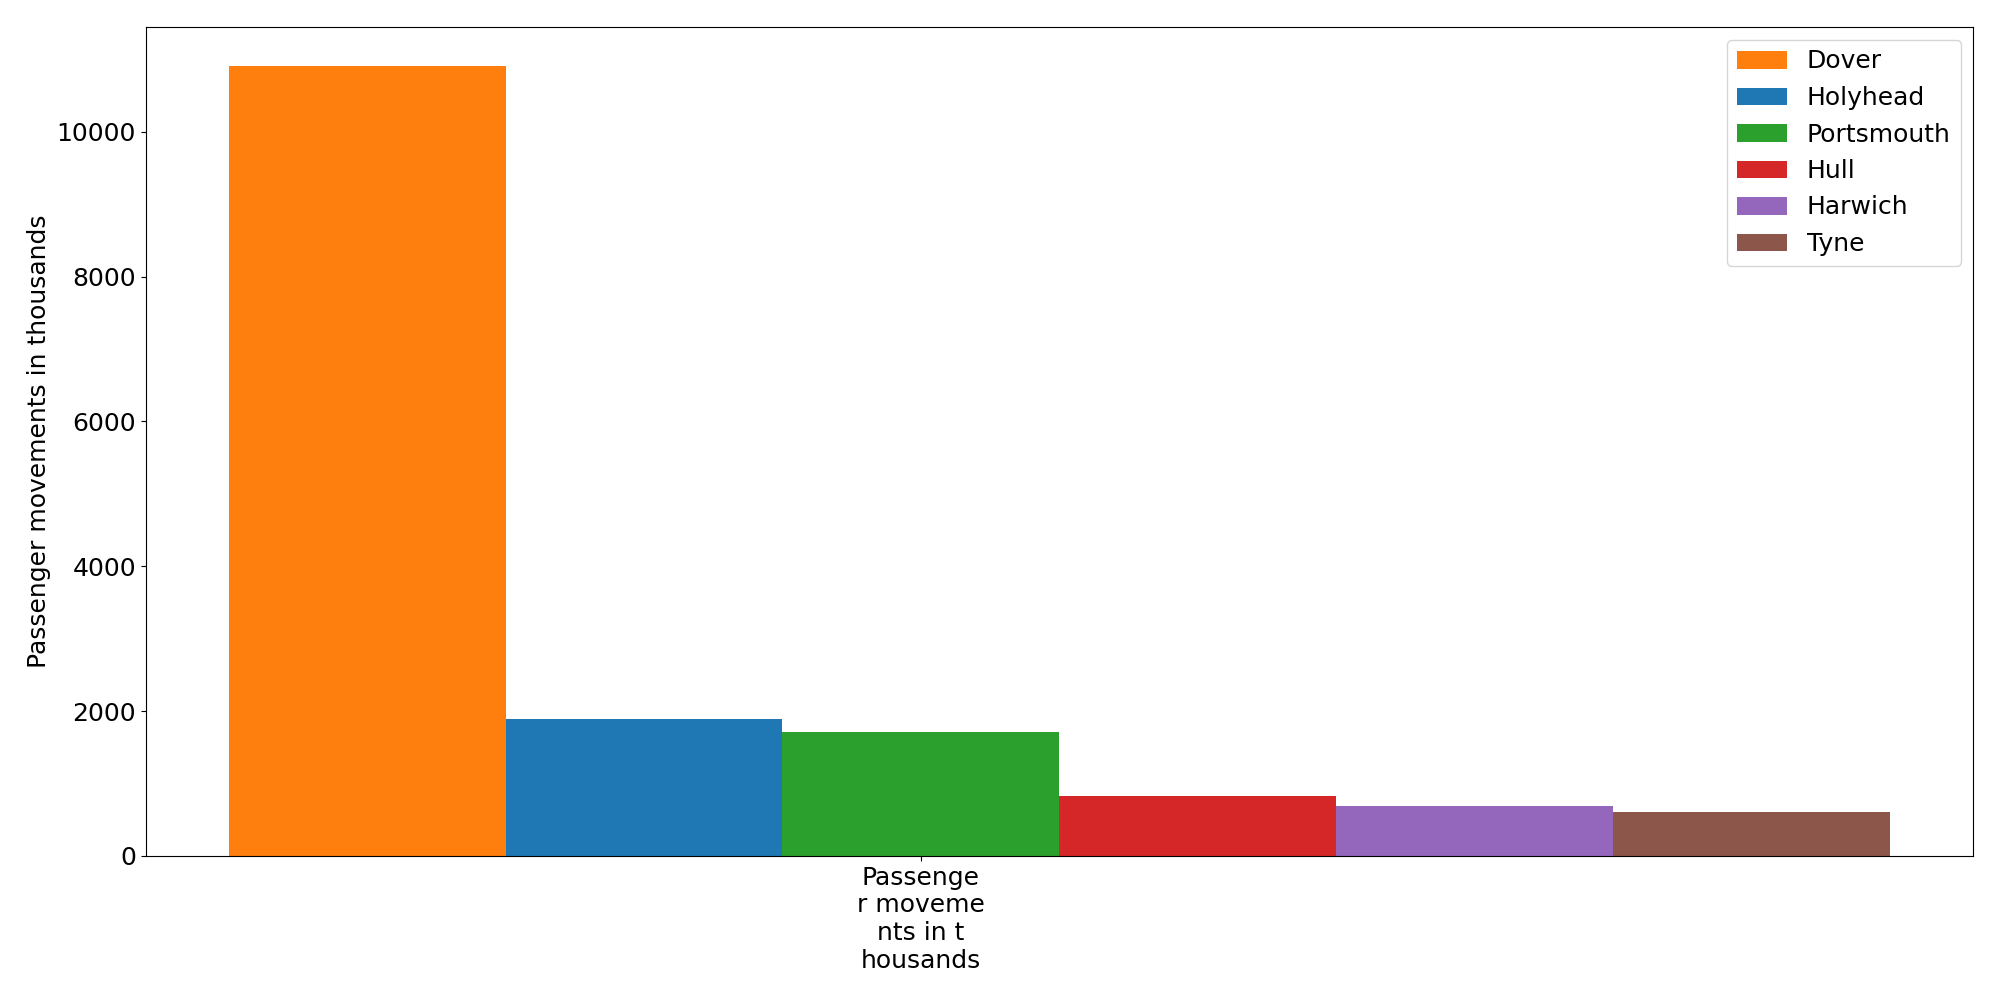 Passenger movements in thousands
10000
8000
6000
4000
2000
0
Passenge
r moveme
nts in t
housands
Dover
Holyhead
Portsmouth
Hull
Harwich
Tyne